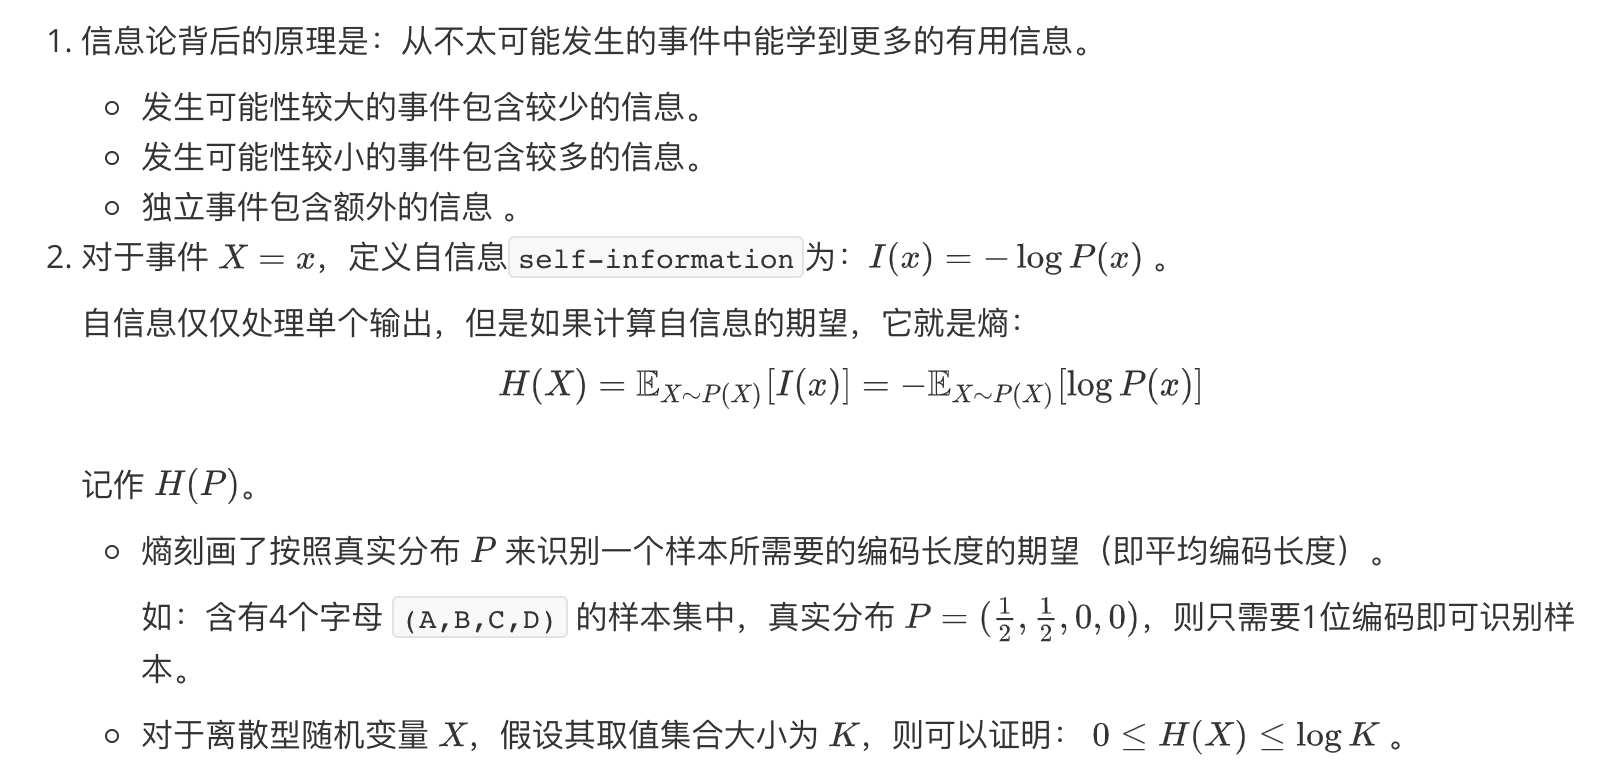 1. 信息论背后的原理是：从不太可能发生的事件中能学到更多的有用信息。
○ 发生可能性较大的事件包含较少的信息。
○ 发生可能性较小的事件包含较多的信息。
○ 独立事件包含额外的信息 。
2. 对于事件 X = x，定义自信息 self-information 为：I(x) = − log P(x) 。
自信息仅仅处理单个输出，但是如果计算自信息的期望，它就是熵：
H(X) = 𝔼_{X∼P(X)}[I(x)] = −𝔼_{X∼P(X)}[log P(x)]
记作 H(P)。
○ 熵刻画了按照真实分布 P 来识别一个样本所需要的编码长度的期望（即平均编码长度）。
如：含有4个字母 (A,B,C,D) 的样本集中，真实分布 P = (1/2, 1/2, 0, 0)，则只需要1位编码即可识别样
本。
○ 对于离散型随机变量 X，假设其取值集合大小为 K，则可以证明： 0 ≤ H(X) ≤ log K 。